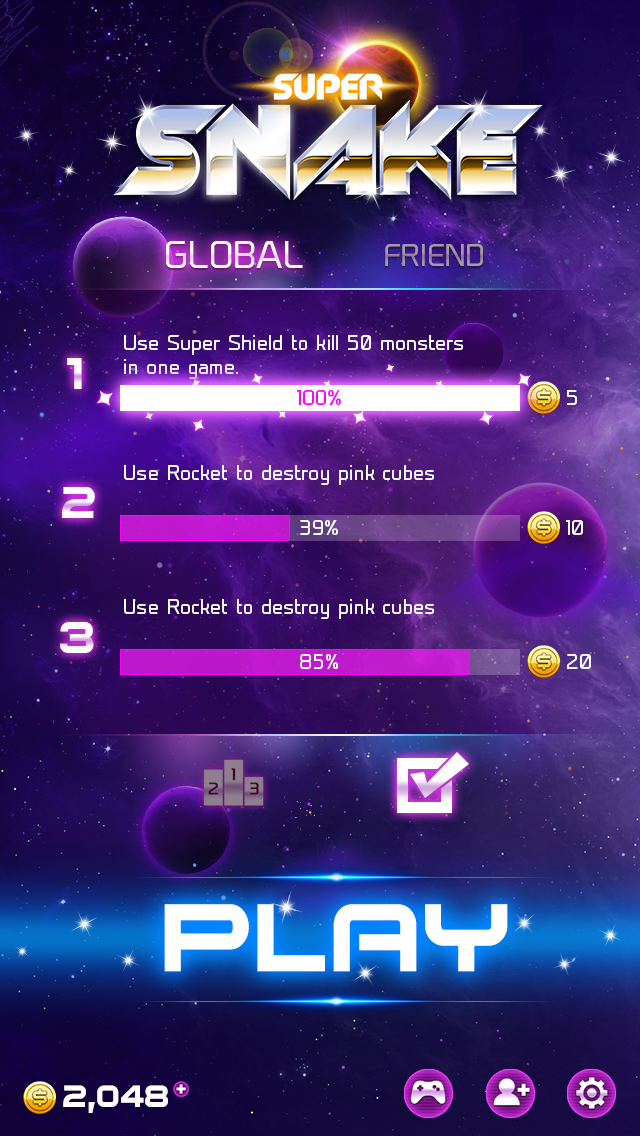 SUPER
SNAKE
GLOBAL FRIEND
1
Use Super Shield to kill 50 monsters
in one game.
100% 5
2
Use Rocket to destroy pink cubes
39% 10
3
Use Rocket to destroy pink cubes
85% 20
2 1 3
PLAY
2,048 +